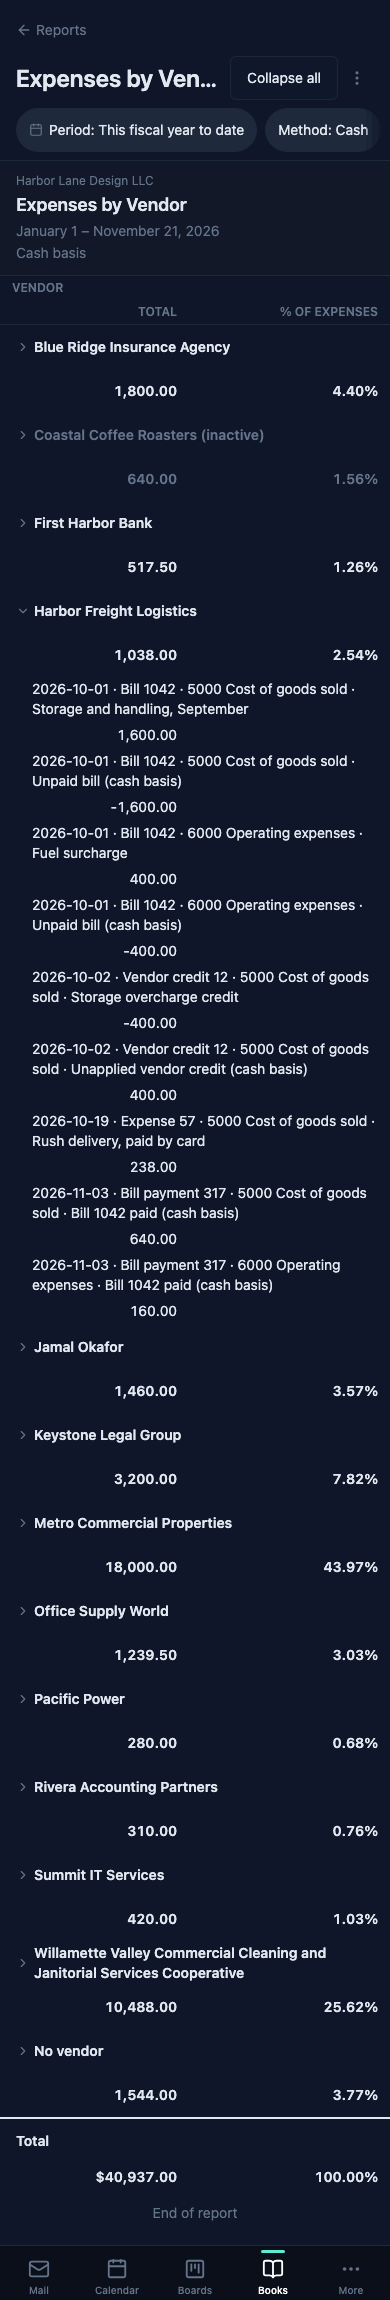 ← Reports
Expenses by Ven...
Collapse all
Period: This fiscal year to date
Method: Cash
Harbor Lane Design LLC
Expenses by Vendor
January 1 – November 21, 2026
Cash basis
VENDOR
TOTAL % OF EXPENSES
Blue Ridge Insurance Agency
1,800.00 4.40%
Coastal Coffee Roasters (inactive)
640.00 1.56%
First Harbor Bank
517.50 1.26%
Harbor Freight Logistics
1,038.00 2.54%
2026-10-01 · Bill 1042 · 5000 Cost of goods sold ·
Storage and handling, September
1,600.00
2026-10-01 · Bill 1042 · 5000 Cost of goods sold ·
Unpaid bill (cash basis)
-1,600.00
2026-10-01 · Bill 1042 · 6000 Operating expenses ·
Fuel surcharge
400.00
2026-10-01 · Bill 1042 · 6000 Operating expenses ·
Unpaid bill (cash basis)
-400.00
2026-10-02 · Vendor credit 12 · 5000 Cost of goods
sold · Storage overcharge credit
-400.00
2026-10-02 · Vendor credit 12 · 5000 Cost of goods
sold · Unapplied vendor credit (cash basis)
400.00
2026-10-19 · Expense 57 · 5000 Cost of goods sold ·
Rush delivery, paid by card
238.00
2026-11-03 · Bill payment 317 · 5000 Cost of goods
sold · Bill 1042 paid (cash basis)
640.00
2026-11-03 · Bill payment 317 · 6000 Operating
expenses · Bill 1042 paid (cash basis)
160.00
Jamal Okafor
1,460.00 3.57%
Keystone Legal Group
3,200.00 7.82%
Metro Commercial Properties
18,000.00 43.97%
Office Supply World
1,239.50 3.03%
Pacific Power
280.00 0.68%
Rivera Accounting Partners
310.00 0.76%
Summit IT Services
420.00 1.03%
Willamette Valley Commercial Cleaning and
Janitorial Services Cooperative
10,488.00 25.62%
No vendor
1,544.00 3.77%
Total
$40,937.00 100.00%
End of report
Mail Calendar Boards Books More